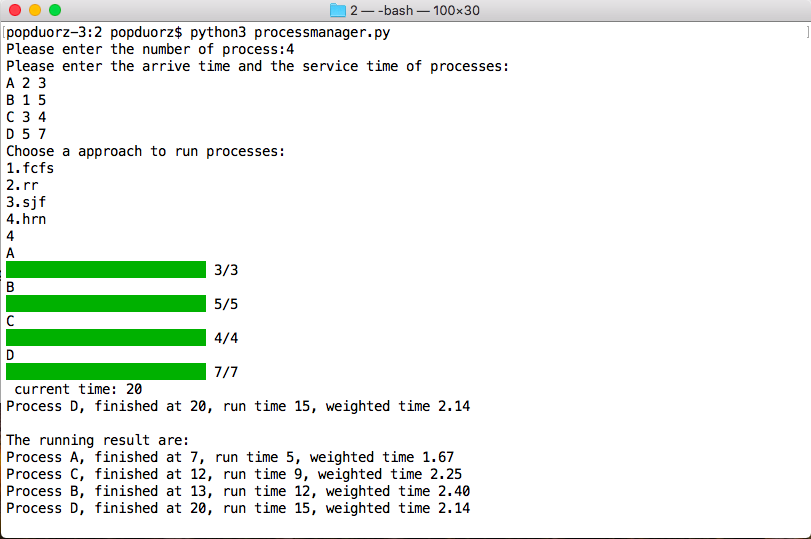 2 — -bash — 100×30
popduorz-3:2 popduorz$ python3 processmanager.py
Please enter the number of process:4
Please enter the arrive time and the service time of processes:
A 2 3
B 1 5
C 3 4
D 5 7
Choose a approach to run processes:
1.fcfs
2.rr
3.sjf
4.hrn
4
A
3/3
B
5/5
C
4/4
D
7/7
current time: 20
Process D, finished at 20, run time 15, weighted time 2.14
The running result are:
Process A, finished at 7, run time 5, weighted time 1.67
Process C, finished at 12, run time 9, weighted time 2.25
Process B, finished at 13, run time 12, weighted time 2.40
Process D, finished at 20, run time 15, weighted time 2.14